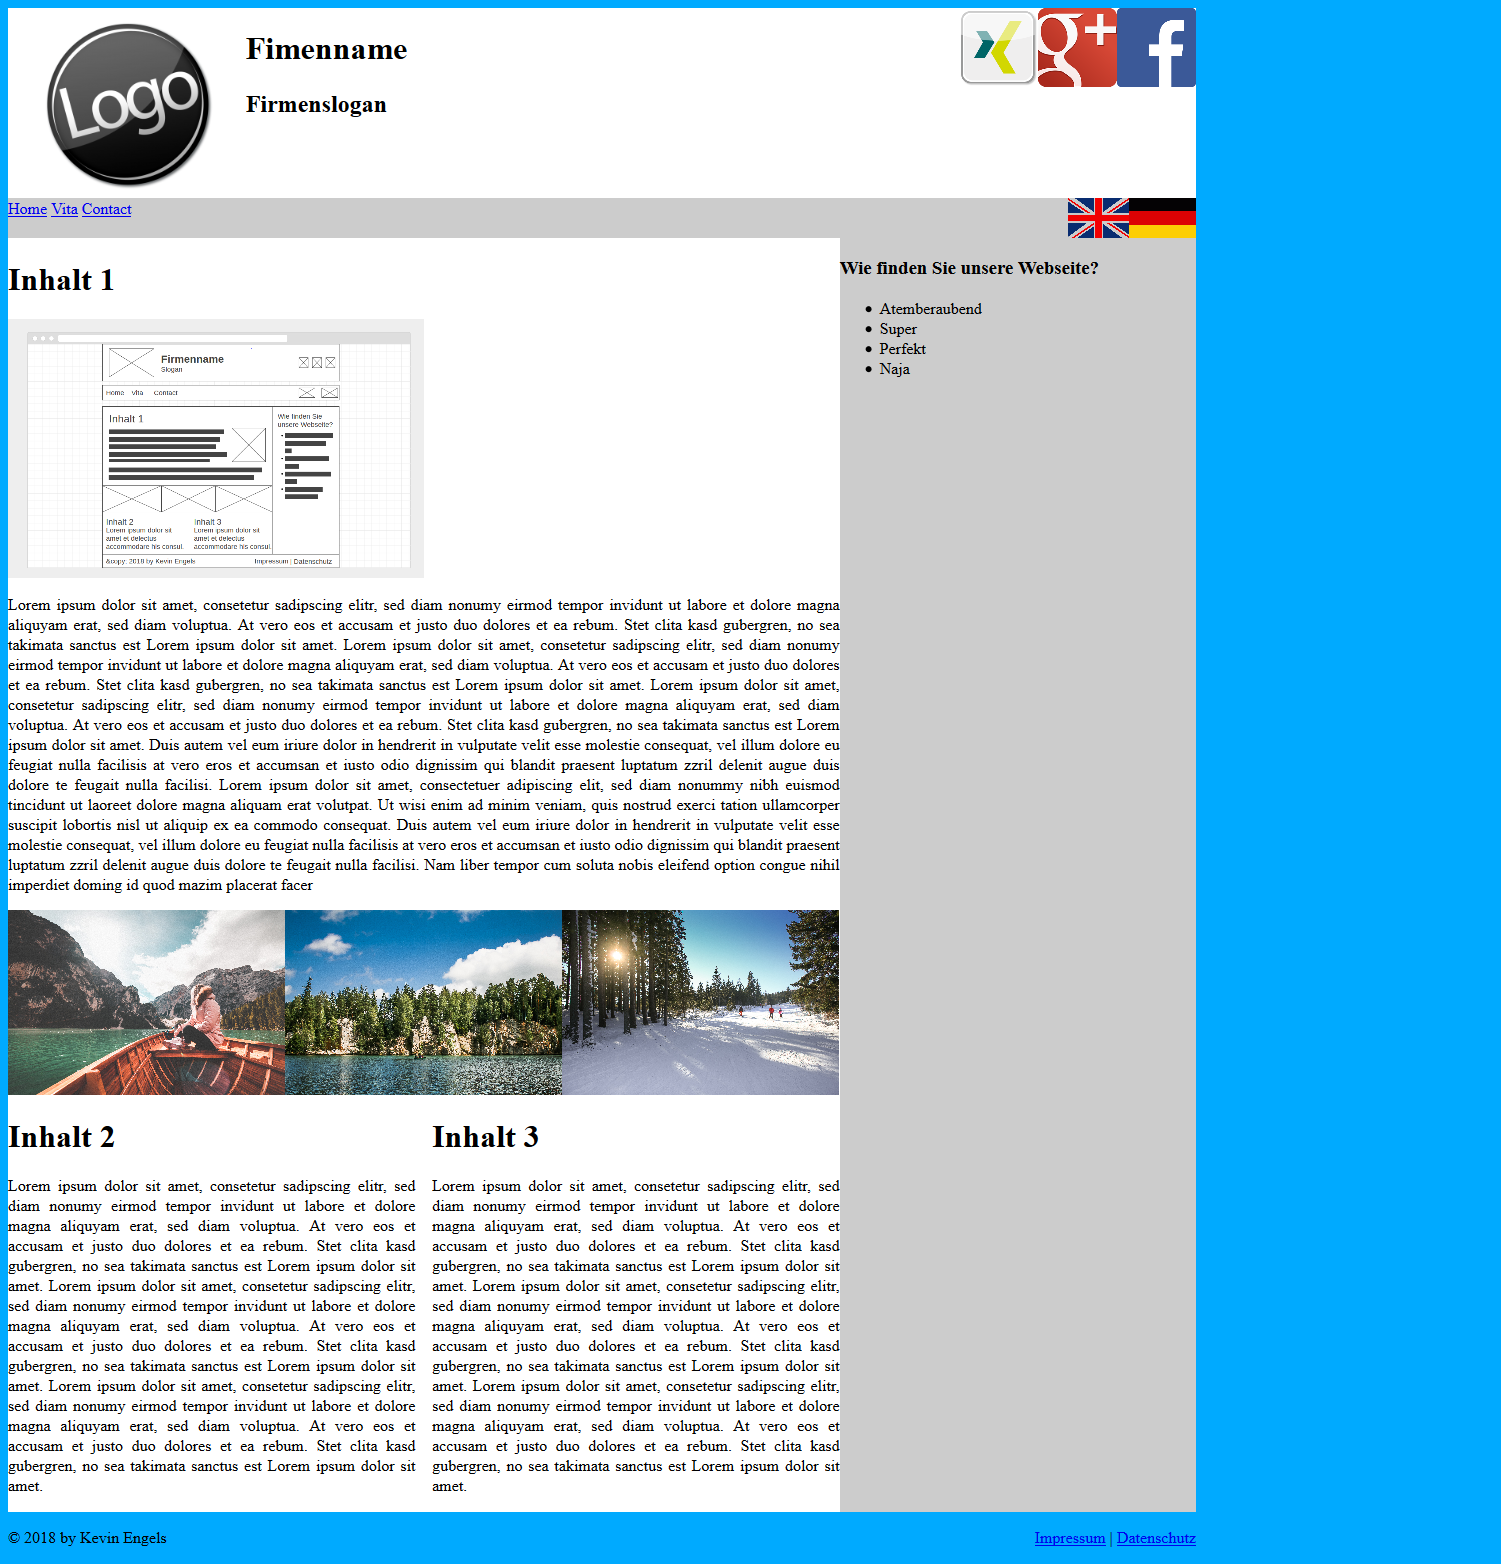 Logo
Fimenname
Firmenslogan
g+
f
Home Vita Contact
Inhalt 1
Wie finden Sie unsere Webseite?
Atemberaubend
Super
Perfekt
Naja
Firmenname
Slogan
Home Vita Contact
Inhalt 1
Wie finden Sie
unsere Webseite?
Inhalt 2
Lorem ipsum dolor sit
amet et delectus
accommodare his consul.
Inhalt 3
Lorem ipsum dolor sit
amet et delectus
accommodare his consul.
&copy; 2018 by Kevin Engels
Impressum | Datenschutz
Lorem ipsum dolor sit amet, consetetur sadipscing elitr, sed diam nonumy eirmod tempor invidunt ut labore et dolore magna
aliquyam erat, sed diam voluptua. At vero eos et accusam et justo duo dolores et ea rebum. Stet clita kasd gubergren, no sea
takimata sanctus est Lorem ipsum dolor sit amet. Lorem ipsum dolor sit amet, consetetur sadipscing elitr, sed diam nonumy
eirmod tempor invidunt ut labore et dolore magna aliquyam erat, sed diam voluptua. At vero eos et accusam et justo duo dolores
et ea rebum. Stet clita kasd gubergren, no sea takimata sanctus est Lorem ipsum dolor sit amet. Lorem ipsum dolor sit amet,
consetetur sadipscing elitr, sed diam nonumy eirmod tempor invidunt ut labore et dolore magna aliquyam erat, sed diam
voluptua. At vero eos et accusam et justo duo dolores et ea rebum. Stet clita kasd gubergren, no sea takimata sanctus est Lorem
ipsum dolor sit amet. Duis autem vel eum iriure dolor in hendrerit in vulputate velit esse molestie consequat, vel illum dolore eu
feugiat nulla facilisis at vero eros et accumsan et iusto odio dignissim qui blandit praesent luptatum zzril delenit augue duis
dolore te feugait nulla facilisi. Lorem ipsum dolor sit amet, consectetuer adipiscing elit, sed diam nonummy nibh euismod
tincidunt ut laoreet dolore magna aliquam erat volutpat. Ut wisi enim ad minim veniam, quis nostrud exerci tation ullamcorper
suscipit lobortis nisl ut aliquip ex ea commodo consequat. Duis autem vel eum iriure dolor in hendrerit in vulputate velit esse
molestie consequat, vel illum dolore eu feugiat nulla facilisis at vero eros et accumsan et iusto odio dignissim qui blandit praesent
luptatum zzril delenit augue duis dolore te feugait nulla facilisi. Nam liber tempor cum soluta nobis eleifend option congue nihil
imperdiet doming id quod mazim placerat facer
Inhalt 2
Lorem ipsum dolor sit amet, consetetur sadipscing elitr, sed
diam nonumy eirmod tempor invidunt ut labore et dolore
magna aliquyam erat, sed diam voluptua. At vero eos et
accusam et justo duo dolores et ea rebum. Stet clita kasd
gubergren, no sea takimata sanctus est Lorem ipsum dolor sit
amet. Lorem ipsum dolor sit amet, consetetur sadipscing elitr,
sed diam nonumy eirmod tempor invidunt ut labore et dolore
magna aliquyam erat, sed diam voluptua. At vero eos et
accusam et justo duo dolores et ea rebum. Stet clita kasd
gubergren, no sea takimata sanctus est Lorem ipsum dolor sit
amet. Lorem ipsum dolor sit amet, consetetur sadipscing elitr,
sed diam nonumy eirmod tempor invidunt ut labore et dolore
magna aliquyam erat, sed diam voluptua. At vero eos et
accusam et justo duo dolores et ea rebum. Stet clita kasd
gubergren, no sea takimata sanctus est Lorem ipsum dolor sit
amet.
Inhalt 3
Lorem ipsum dolor sit amet, consetetur sadipscing elitr, sed
diam nonumy eirmod tempor invidunt ut labore et dolore
magna aliquyam erat, sed diam voluptua. At vero eos et
accusam et justo duo dolores et ea rebum. Stet clita kasd
gubergren, no sea takimata sanctus est Lorem ipsum dolor sit
amet. Lorem ipsum dolor sit amet, consetetur sadipscing elitr,
sed diam nonumy eirmod tempor invidunt ut labore et dolore
magna aliquyam erat, sed diam voluptua. At vero eos et
accusam et justo duo dolores et ea rebum. Stet clita kasd
gubergren, no sea takimata sanctus est Lorem ipsum dolor sit
amet. Lorem ipsum dolor sit amet, consetetur sadipscing elitr,
sed diam nonumy eirmod tempor invidunt ut labore et dolore
magna aliquyam erat, sed diam voluptua. At vero eos et
accusam et justo duo dolores et ea rebum. Stet clita kasd
gubergren, no sea takimata sanctus est Lorem ipsum dolor sit
amet.
© 2018 by Kevin Engels
Impressum | Datenschutz